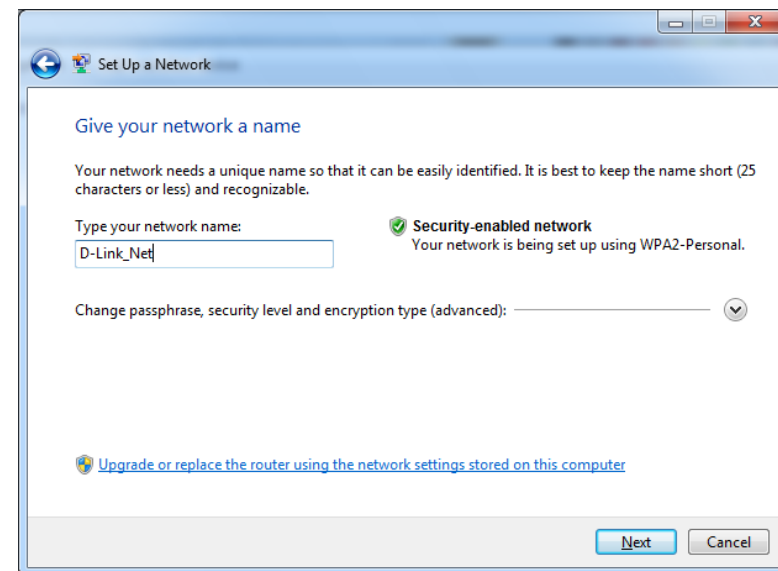 Set Up a Network
Give your network a name
Your network needs a unique name so that it can be easily identified. It is best to keep the name short (25
characters or less) and recognizable.
Type your network name:
D-Link_Net
Security-enabled network
Your network is being set up using WPA2-Personal.
Change passphrase, security level and encryption type (advanced):
Upgrade or replace the router using the network settings stored on this computer
Next
Cancel